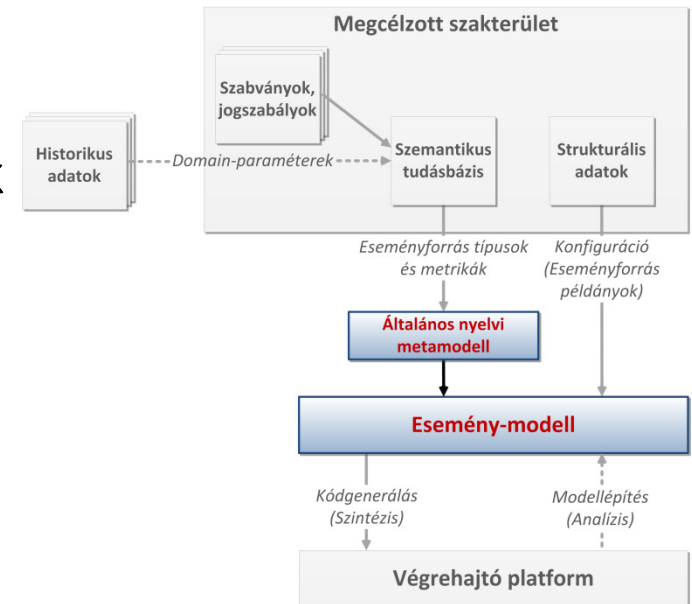 Megcélzott szakterület
Szabványok,
jogszabályok
Historikus
adatok
Domain-paraméterek
Szemantikus
tudásbázis
Strukturális
adatok
Eseményforrás típusok
és metrikák
Konfiguráció
(Eseményforrás
példányok)
Általános nyelvi
metamodell
Esemény-modell
Kódgenerálás
(Szintézis)
Modellépítés
(Analízis)
Végrehajtó platform